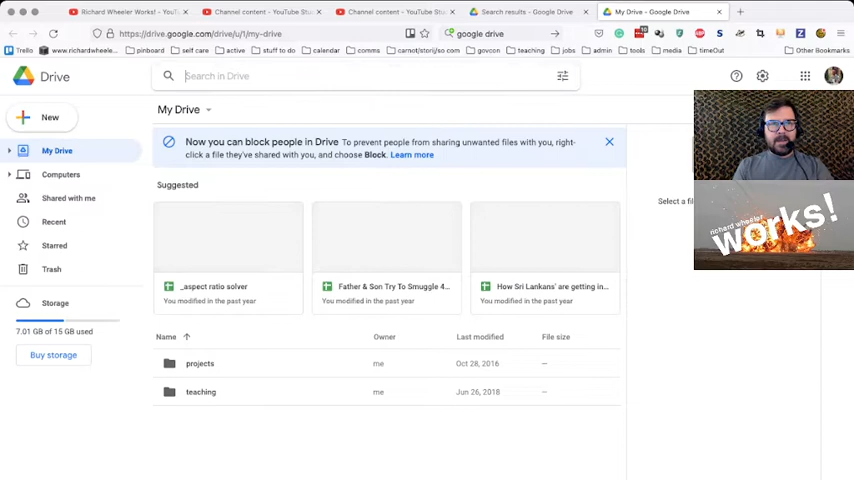 Richard Wheeler Works! - YouT
Channel content - YouTube Stu
Channel content - YouTube Stu
Search results - Google Drive
My Drive - Google Drive
https://drive.google.com/drive/u/1/my-drive
google drive
Trello
www.richardwheele...
pinboard
self care
active
to do
calendar
comms
carnot/storij/so com
govcon
teaching
jobs
admin
tools
media
timeOut
Other Bookmarks
Drive
Search in Drive
New
My Drive
My Drive
Computers
Shared with me
Recent
Starred
Trash
Storage
7.01 GB of 15 GB used
Buy storage
Now you can block people in Drive To prevent people from sharing unwanted files with you, right-
click a file they've shared with you, and choose Block. Learn more
Suggested
_aspect ratio solver
You modified in the past year
Father & Son Try To Smuggle 4...
You modified in the past year
How Sri Lankans' are getting in...
You modified in the past year
Name
Owner
Last modified
File size
projects
me
Oct 28, 2016
—
teaching
me
Jun 26, 2018
—
Select a fil
richard wheeler
works!